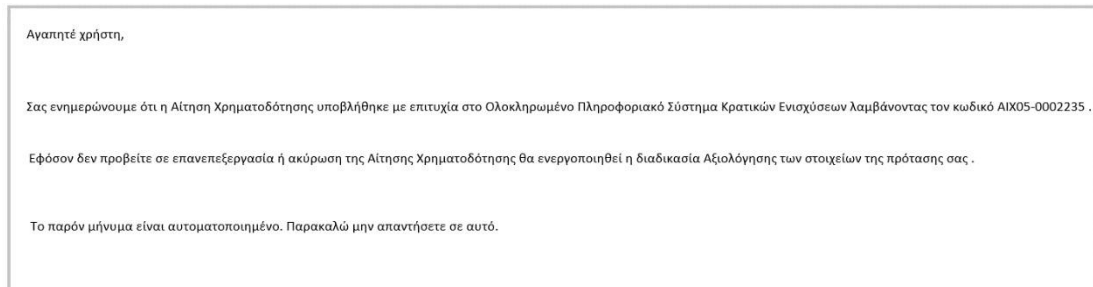 Αγαπητέ χρήστη,
Σας ενημερώνουμε ότι η Αίτηση Χρηματοδότησης υποβλήθηκε με επιτυχία στο Ολοκληρωμένο Πληροφοριακό Σύστημα Κρατικών Ενισχύσεων λαμβάνοντας τον κωδικό ΑΙΧ05-0002235 .
Εφόσον δεν προβείτε σε επανεπεξεργασία ή ακύρωση της Αίτησης Χρηματοδότησης θα ενεργοποιηθεί η διαδικασία Αξιολόγησης των στοιχείων της πρότασης σας .
Το παρόν μήνυμα είναι αυτοματοποιημένο. Παρακαλώ μην απαντήσετε σε αυτό.